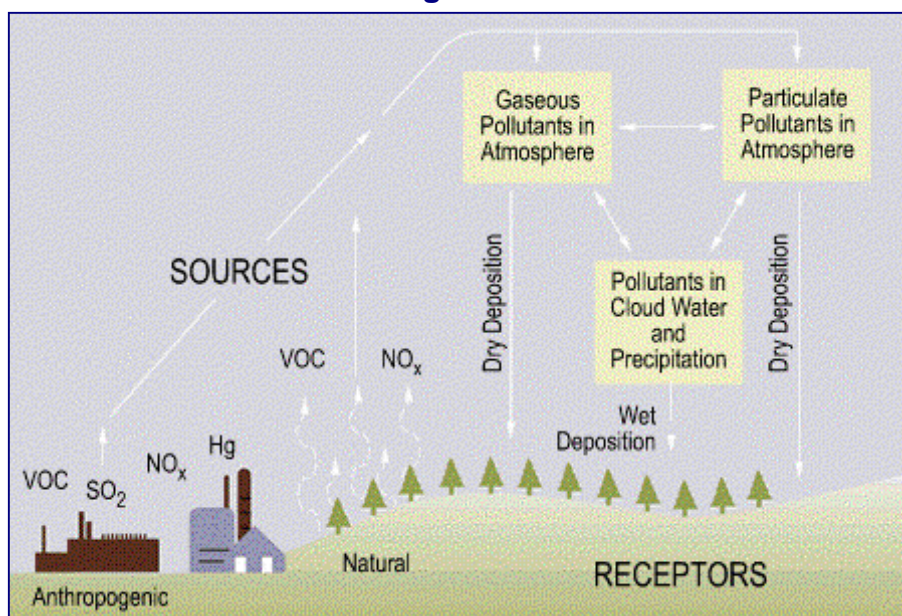 Gaseous
Pollutants in
Atmosphere
Particulate
Pollutants in
Atmosphere
SOURCES
Dry Deposition
Pollutants in
Cloud Water
and
Precipitation
Dry Deposition
VOC
NOx
Wet
Deposition
VOC
SO2
NOx
Hg
Natural
RECEPTORS
Anthropogenic